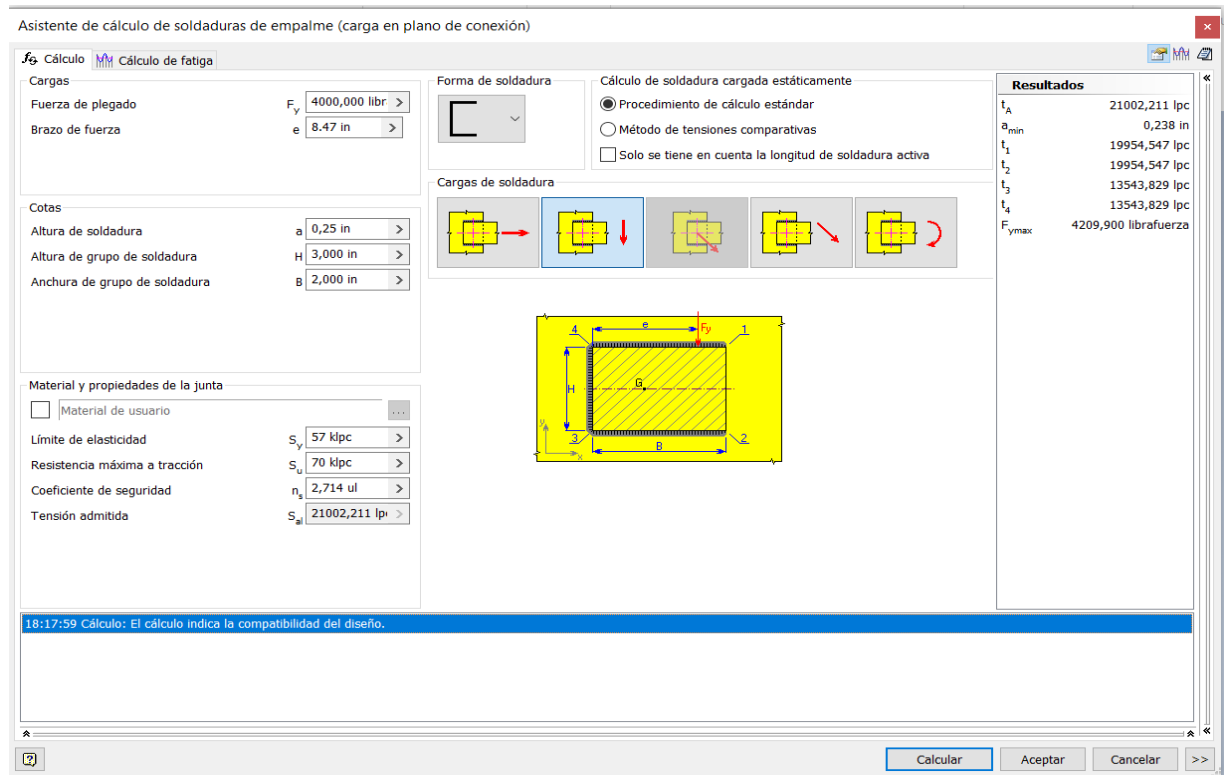 Asistente de cálculo de soldaduras de empalme (carga en plano de conexión)
Cálculo
Cálculo de fatiga
Cargas
Fuerza de plegado Fy 4000,000 libr >
Brazo de fuerza e 8.47 in >
Cotas
Altura de soldadura a 0,25 in >
Altura de grupo de soldadura H 3,000 in >
Anchura de grupo de soldadura B 2,000 in >
Material y propiedades de la junta
Material de usuario ...
Límite de elasticidad Sy 57 klpc >
Resistencia máxima a tracción Su 70 klpc >
Coeficiente de seguridad ns 2,714 ul >
Tensión admitida Sal 21002,211 lp >
Forma de soldadura
Cálculo de soldadura cargada estáticamente
Procedimiento de cálculo estándar
Método de tensiones comparativas
Solo se tiene en cuenta la longitud de soldadura activa
Cargas de soldadura
4 e Fy 1
H G
y 3 B 2
x
Resultados
tA 21002,211 lpc
amin 0,238 in
t1 19954,547 lpc
t2 19954,547 lpc
t3 13543,829 lpc
t4 13543,829 lpc
Fymax 4209,900 librafuerza
18:17:59 Cálculo: El cálculo indica la compatibilidad del diseño.
Calcular
Aceptar
Cancelar
>>